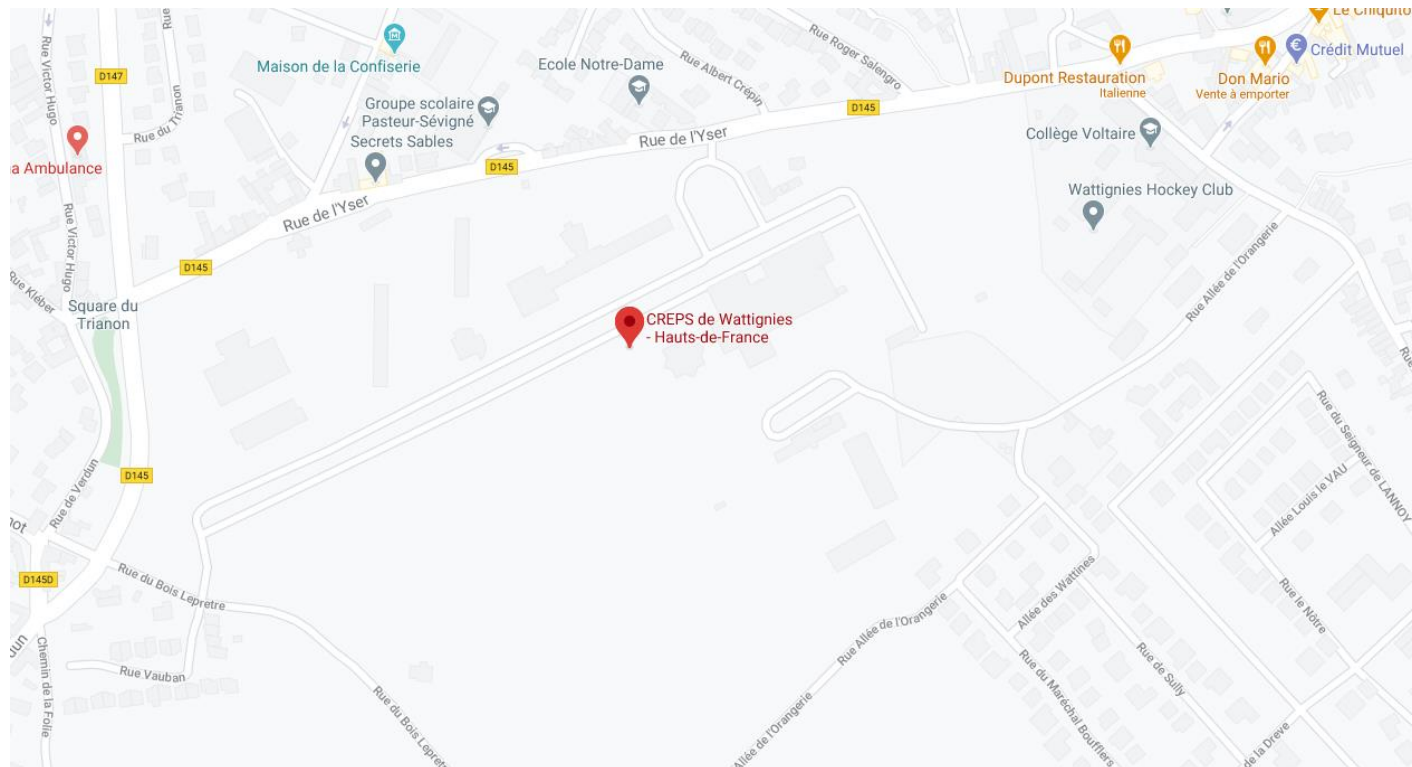 Le Chiquito
Rue Victor Hugo
D147
Maison de la Confiserie
Ecole Notre-Dame
Rue Albert Crépin
Rue Roger Salengro
Dupont Restauration
Italienne
Don Mario
Vente à emporter
Crédit Mutuel
Rue du Trianon
Groupe scolaire
Pasteur-Sévigné
Secrets Sables
D145
Rue de l'Yser
D145
Collège Voltaire
Ambulance
D145
Rue de l'Yser
Wattignies Hockey Club
Rue Victor Hugo
D145
Rue Kléber
Square du
Trianon
CREPS de Wattignies
- Hauts-de-France
Rue Allée de l'Orangerie
Rue de Verdun
D145
Rue du Seigneur de LANNOY
Allée Louis le VAU
D145D
Rue du Bois Lepretre
Rue le Nôtre
Allée des Wattines
Rue Allée de l'Orangerie
Chemin de la Folie
Rue Vauban
Rue du Bois Lepretre
Allée de l'Orangerie
Rue du Maréchal Boufflers
Rue de Sully
de la Dreve